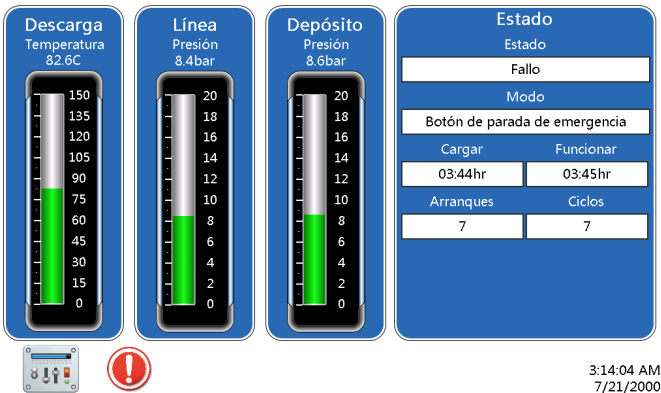 Descarga
Temperatura
82.6C
150
135
120
105
90
75
60
45
30
15
0
Línea
Presión
8.4bar
20
18
16
14
12
10
8
6
4
2
0
Depósito
Presión
8.6bar
20
18
16
14
12
10
8
6
4
2
0
Estado
Estado
Fallo
Modo
Botón de parada de emergencia
Cargar Funcionar
03:44hr 03:45hr
Arranques Ciclos
7 7
3:14:04 AM
7/21/2000